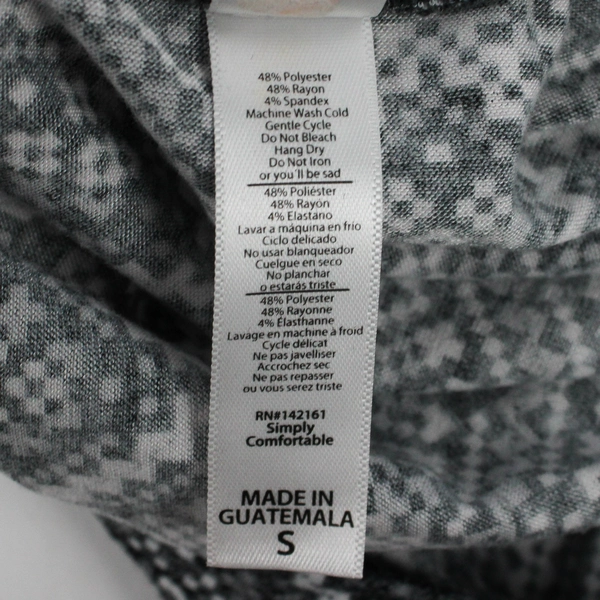 48% Polyester
48% Rayon
4% Spandex
Machine Wash Cold
Gentle Cycle
Do Not Bleach
Hang Dry
Do Not Iron
or you'll be sad
48% Poliéster
48% Rayón
4% Elastano
Lavar a máquina en frio
Ciclo delicado
No usar blanqueador
Cuelgue en seco
No planchar
o estarás triste
48% Polyester
48% Rayonne
4% Élasthanne
Lavage en machine à froid
Cycle délicat
Ne pas javelliser
Accrochez sec
Ne pas repasser
ou vous serez triste
RN#142161
Simply
Comfortable
MADE IN
GUATEMALA
S